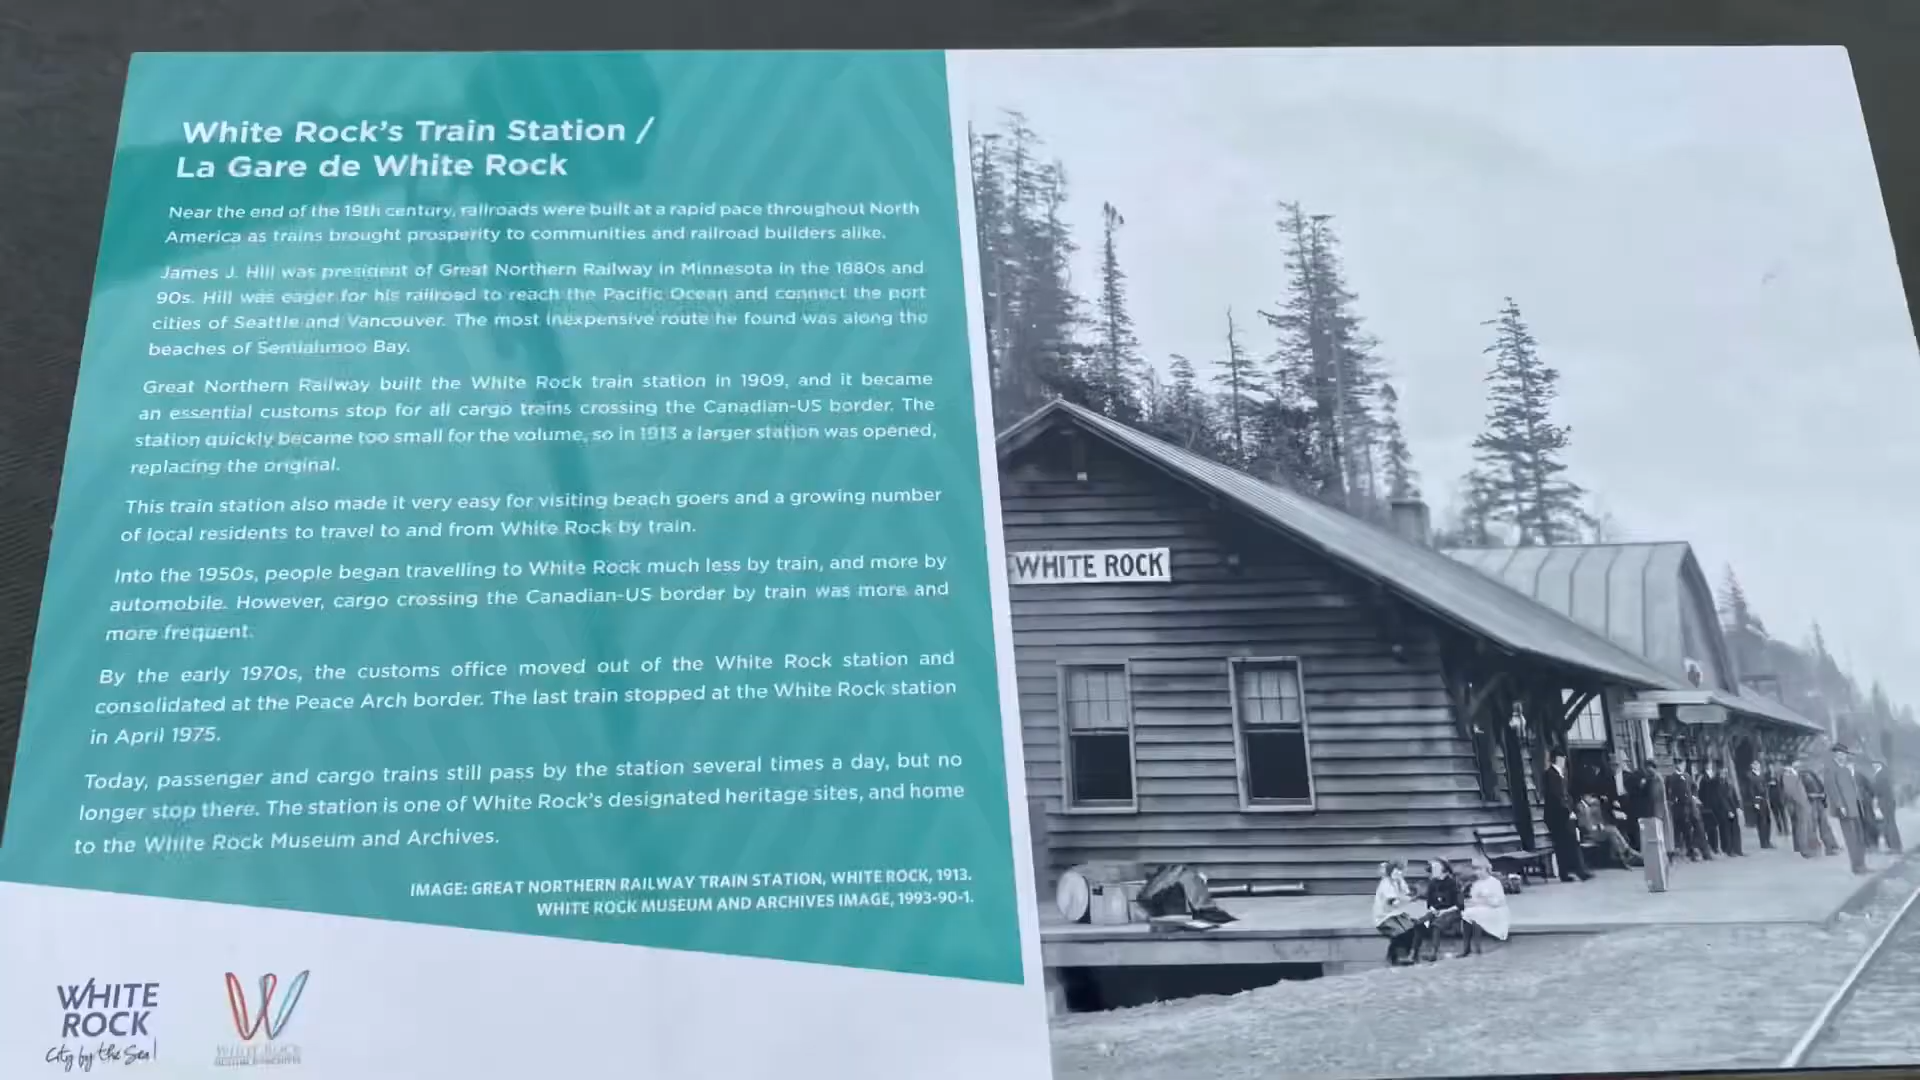 White Rock's Train Station /
La Gare de White Rock
Near the end of the 19th century, railroads were built at a rapid pace throughout North
America as trains brought prosperity to communities and railroad builders alike.
James J. Hill was president of Great Northern Railway in Minnesota in the 1880s and
90s. Hill was eager for his railroad to reach the Pacific Ocean and connect the port
cities of Seattle and Vancouver. The most inexpensive route he found was along the
beaches of Semiahmoo Bay.
Great Northern Railway built the White Rock train station in 1909, and it became
an essential customs stop for all cargo trains crossing the Canadian-US border. The
station quickly became too small for the volume, so in 1913 a larger station was opened,
replacing the original.
This train station also made it very easy for visiting beach goers and a growing number
of local residents to travel to and from White Rock by train.
Into the 1950s, people began travelling to White Rock much less by train, and more by
automobile. However, cargo crossing the Canadian-US border by train was more and
more frequent.
By the early 1970s, the customs office moved out of the White Rock station and
consolidated at the Peace Arch border. The last train stopped at the White Rock station
in April 1975.
Today, passenger and cargo trains still pass by the station several times a day, but no
longer stop there. The station is one of White Rock's designated heritage sites, and home
to the White Rock Museum and Archives.
IMAGE: GREAT NORTHERN RAILWAY TRAIN STATION, WHITE ROCK, 1913.
WHITE ROCK MUSEUM AND ARCHIVES IMAGE, 1993-90-1.
WHITE
ROCK
City by the Sea!
W
WHITE ROCK
WHITE ROCK